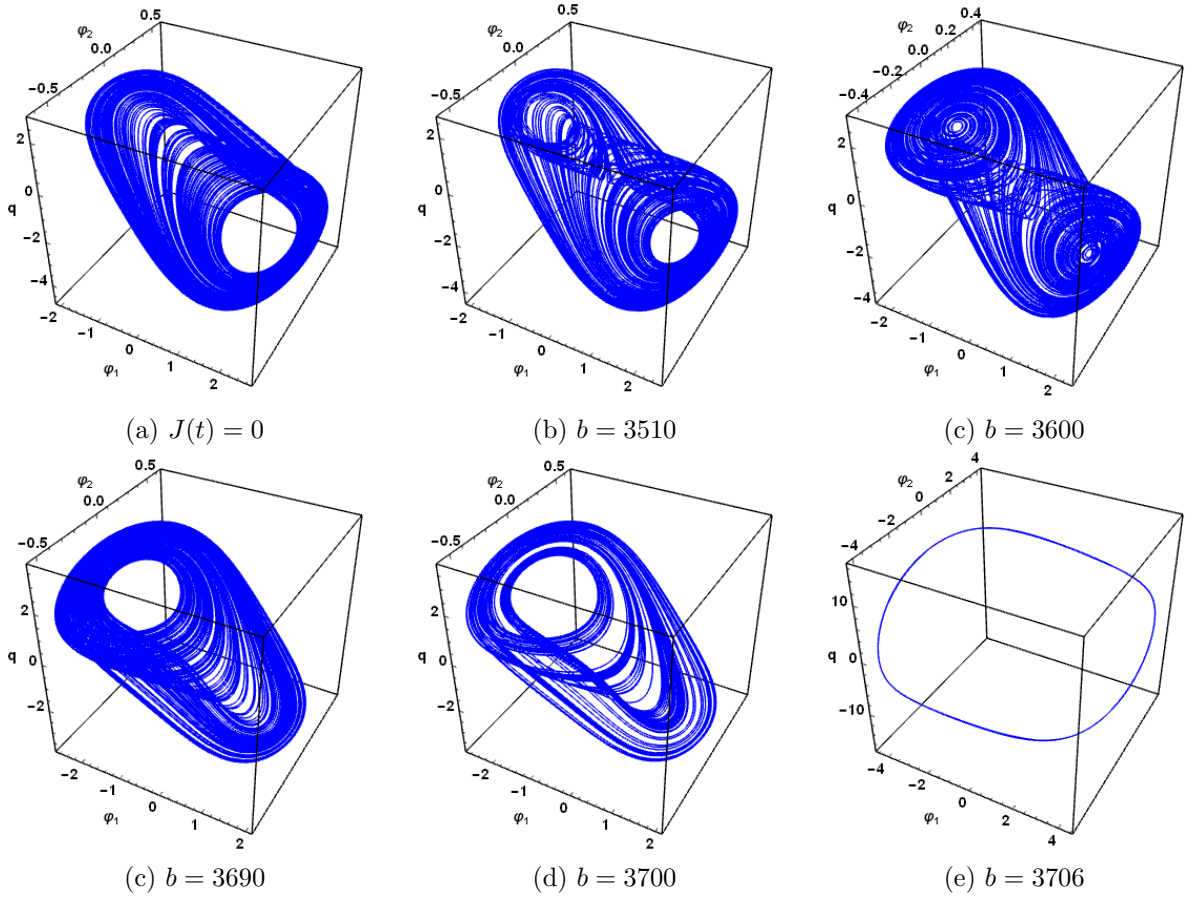 φ₂ 0.5 0.0 −0.5 2 0 q −2 −4 −2 −1 0 φ₁ 1 2
(a) J(t) = 0
φ₂ 0.5 0.0 −0.5 2 0 q −2 −4 −2 −1 0 φ₁ 1 2
(b) b = 3510
φ₂ 0.4 0.2 0.0 −0.2 −0.4 2 0 q −2 −4 −2 −1 0 φ₁ 1 2
(c) b = 3600
φ₂ 0.5 0.0 −0.5 2 0 q −2 −2 −1 0 φ₁ 1 2
(c) b = 3690
φ₂ 0.5 0.0 −0.5 2 0 q −2 −2 −1 0 φ₁ 1 2
(d) b = 3700
φ₂ 4 2 0 −2 −4 10 0 q −10 −4 −2 0 φ₁ 2 4
(e) b = 3706